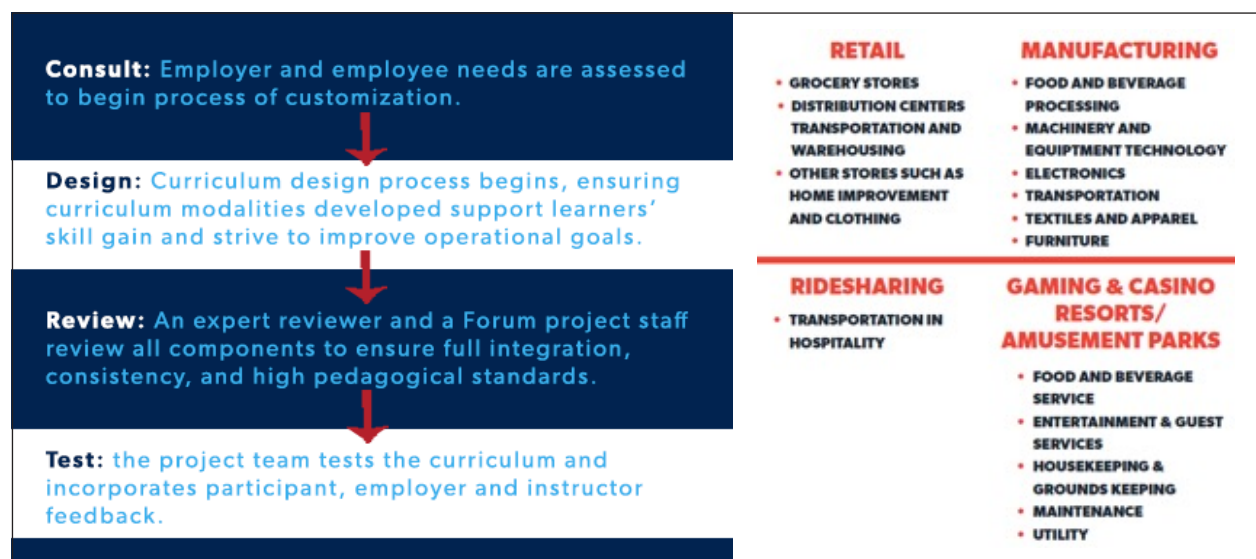 Consult: Employer and employee needs are assessed
to begin process of customization.
Design: Curriculum design process begins, ensuring
curriculum modalities developed support learners’
skill gain and strive to improve operational goals.
Review: An expert reviewer and a Forum project staff
review all components to ensure full integration,
consistency, and high pedagogical standards.
Test: the project team tests the curriculum and
incorporates participant, employer and instructor
feedback.
RETAIL
• GROCERY STORES
• DISTRIBUTION CENTERS
TRANSPORTATION AND
WAREHOUSING
• OTHER STORES SUCH AS
HOME IMPROVEMENT
AND CLOTHING
MANUFACTURING
• FOOD AND BEVERAGE
PROCESSING
• MACHINERY AND
EQUIPTMENT TECHNOLOGY
• ELECTRONICS
• TRANSPORTATION
• TEXTILES AND APPAREL
• FURNITURE
RIDESHARING
• TRANSPORTATION IN
HOSPITALITY
GAMING & CASINO
RESORTS/
AMUSEMENT PARKS
• FOOD AND BEVERAGE
SERVICE
• ENTERTAINMENT & GUEST
SERVICES
• HOUSEKEEPING &
GROUNDS KEEPING
• MAINTENANCE
• UTILITY